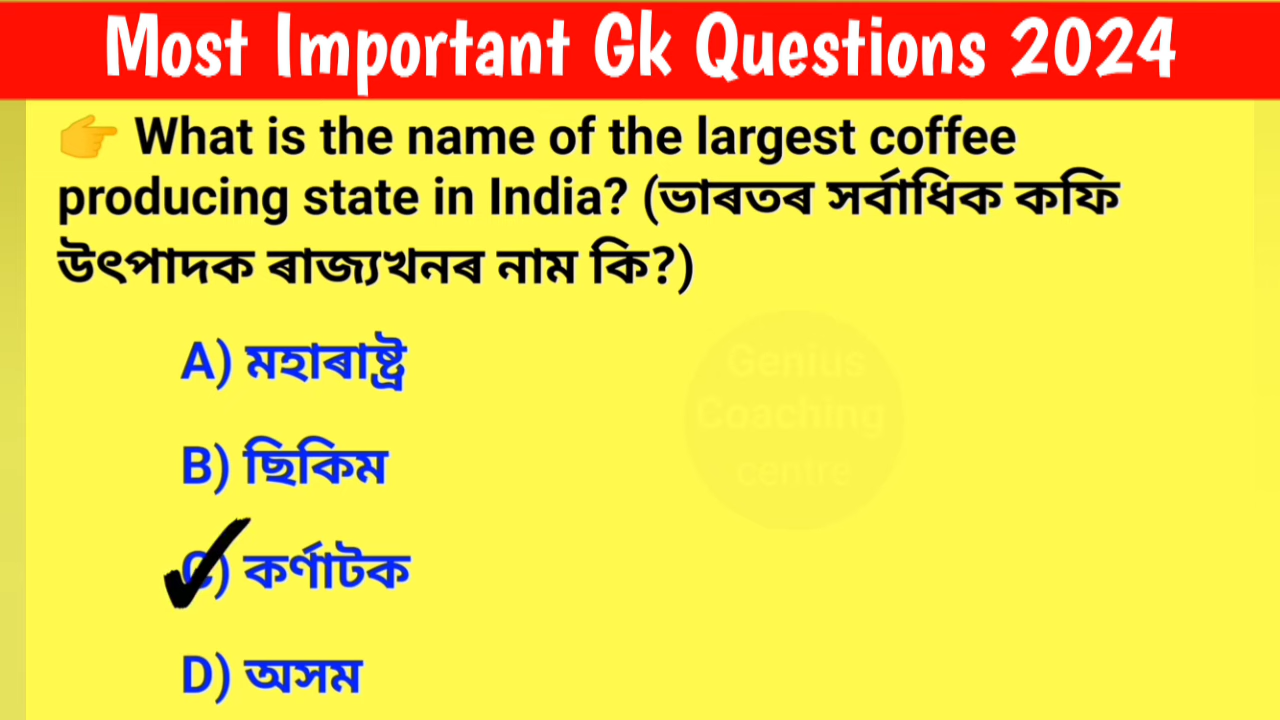 Most Important Gk Questions 2024
👉 What is the name of the largest coffee
producing state in India? (ভাৰতৰ সৰ্বাধিক কফি
উৎপাদক ৰাজ্যখনৰ নাম কি?)
A) মহাৰাষ্ট্ৰ
B) ছিকিম
C) কৰ্ণাটক
D) অসম
Genius
Coaching
centre